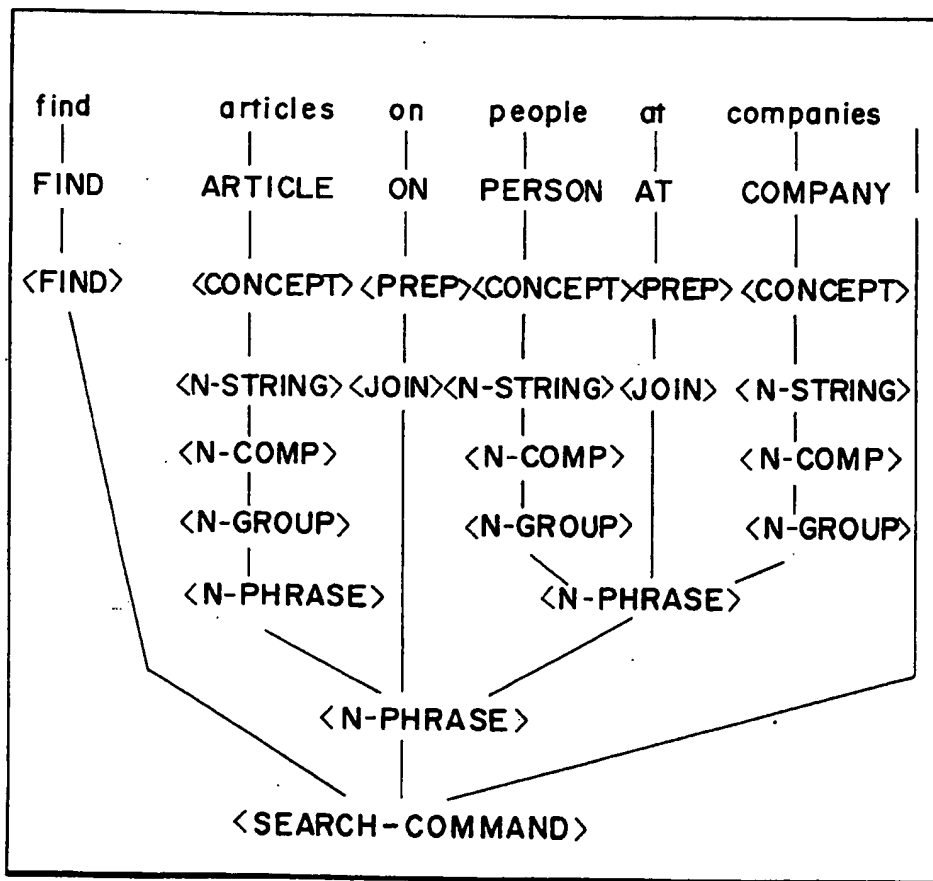 find articles on people at companies
FIND ARTICLE ON PERSON AT COMPANY
<FIND> <CONCEPT> <PREP> <CONCEPT> <PREP> <CONCEPT>
<N-STRING> <JOIN> <N-STRING> <JOIN> <N-STRING>
<N-COMP> <N-COMP> <N-COMP>
<N-GROUP> <N-GROUP> <N-GROUP>
<N-PHRASE> <N-PHRASE>
<N-PHRASE>
<SEARCH-COMMAND>